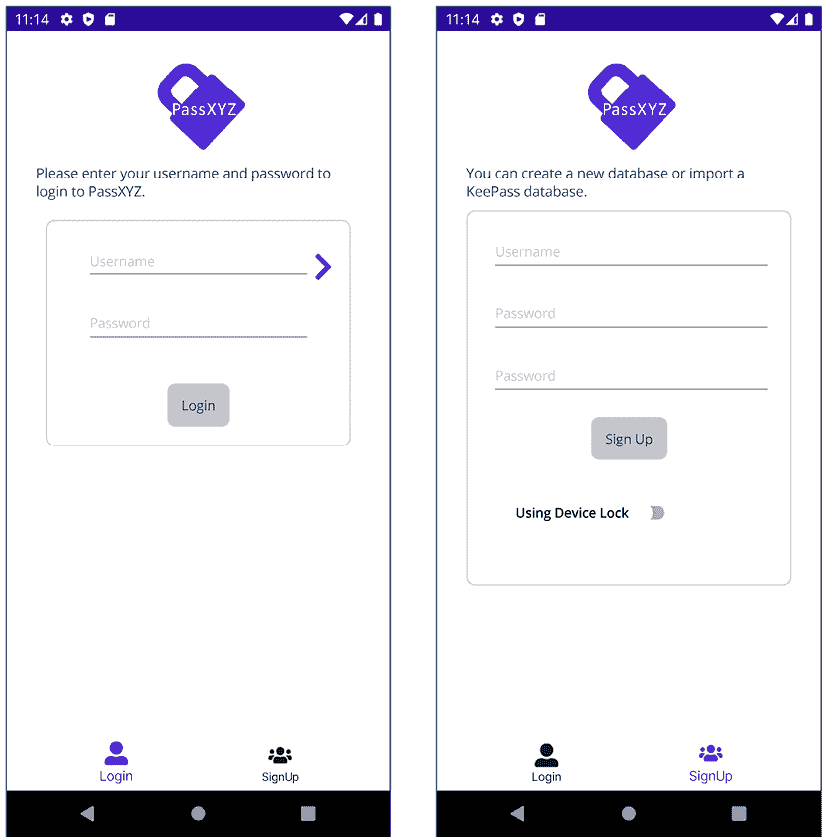 11:14
PassXYZ
Please enter your username and password to
login to PassXYZ.
Username
Password
Login
Login
SignUp
11:14
PassXYZ
You can create a new database or import a
KeePass database.
Username
Password
Password
Sign Up
Using Device Lock
Login
SignUp